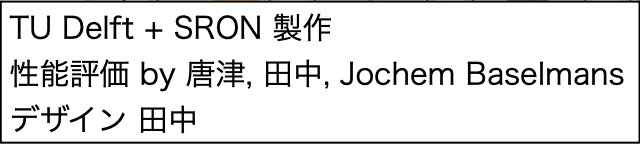 TU Delft + SRON 製作
性能評価 by 唐津, 田中, Jochem Baselmans
デザイン 田中